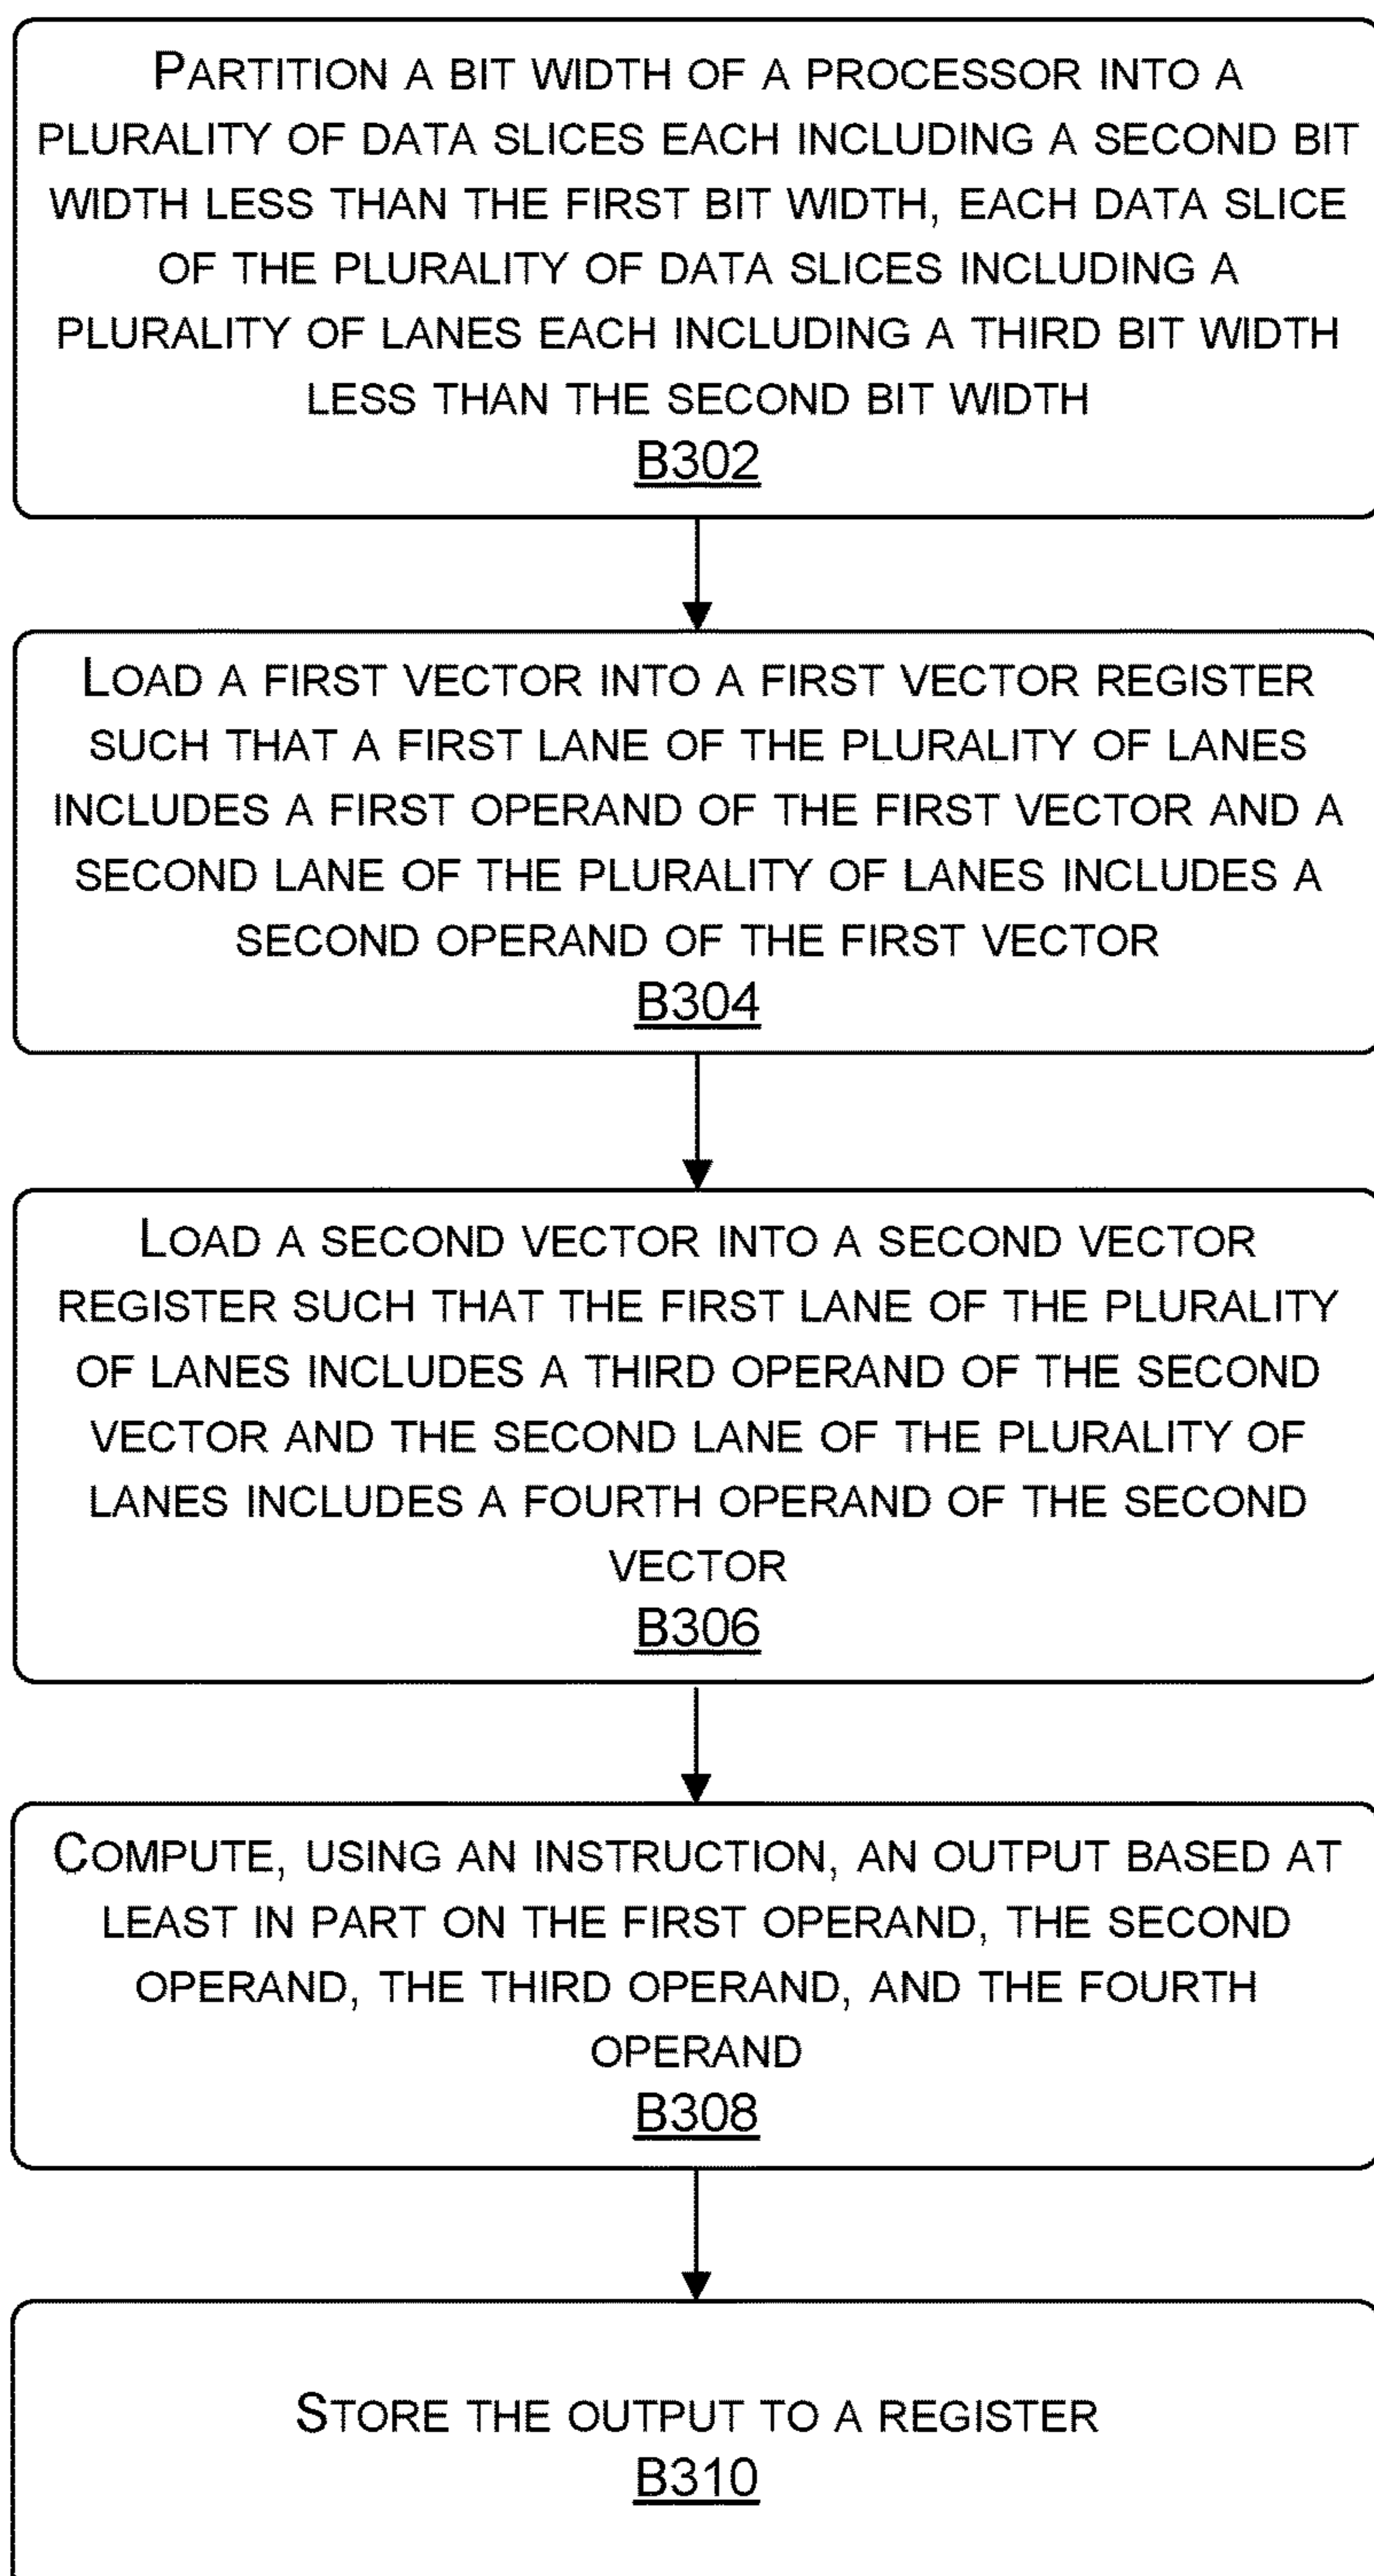 PARTITION A BIT WIDTH OF A PROCESSOR INTO A
PLURALITY OF DATA SLICES EACH INCLUDING A SECOND BIT
WIDTH LESS THAN THE FIRST BIT WIDTH, EACH DATA SLICE
OF THE PLURALITY OF DATA SLICES INCLUDING A
PLURALITY OF LANES EACH INCLUDING A THIRD BIT WIDTH
LESS THAN THE SECOND BIT WIDTH
B302
LOAD A FIRST VECTOR INTO A FIRST VECTOR REGISTER
SUCH THAT A FIRST LANE OF THE PLURALITY OF LANES
INCLUDES A FIRST OPERAND OF THE FIRST VECTOR AND A
SECOND LANE OF THE PLURALITY OF LANES INCLUDES A
SECOND OPERAND OF THE FIRST VECTOR
B304
LOAD A SECOND VECTOR INTO A SECOND VECTOR
REGISTER SUCH THAT THE FIRST LANE OF THE PLURALITY
OF LANES INCLUDES A THIRD OPERAND OF THE SECOND
VECTOR AND THE SECOND LANE OF THE PLURALITY OF
LANES INCLUDES A FOURTH OPERAND OF THE SECOND
VECTOR
B306
COMPUTE, USING AN INSTRUCTION, AN OUTPUT BASED AT
LEAST IN PART ON THE FIRST OPERAND, THE SECOND
OPERAND, THE THIRD OPERAND, AND THE FOURTH
OPERAND
B308
STORE THE OUTPUT TO A REGISTER
B310